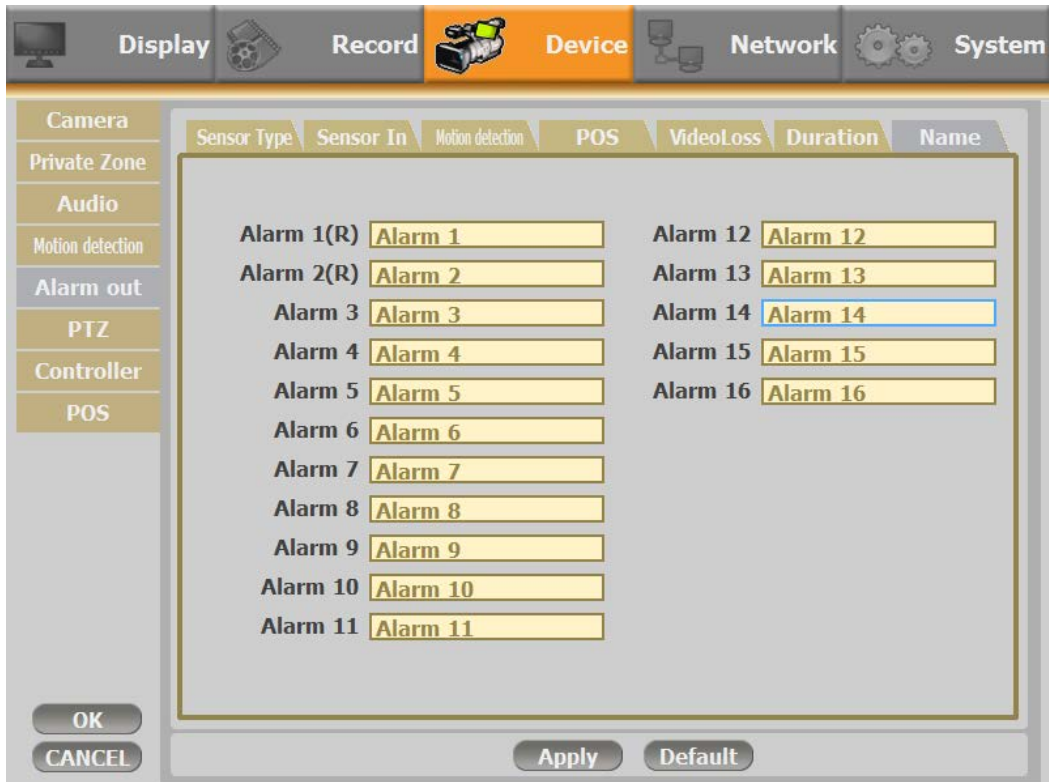 Display Record Device Network System
Camera
Private Zone
Audio
Motion detection
Alarm out
PTZ
Controller
POS
OK
CANCEL
Sensor Type Sensor In Motion detection POS VideoLoss Duration Name
Alarm 1(R) Alarm 1
Alarm 2(R) Alarm 2
Alarm 3 Alarm 3
Alarm 4 Alarm 4
Alarm 5 Alarm 5
Alarm 6 Alarm 6
Alarm 7 Alarm 7
Alarm 8 Alarm 8
Alarm 9 Alarm 9
Alarm 10 Alarm 10
Alarm 11 Alarm 11
Alarm 12 Alarm 12
Alarm 13 Alarm 13
Alarm 14 Alarm 14
Alarm 15 Alarm 15
Alarm 16 Alarm 16
Apply Default